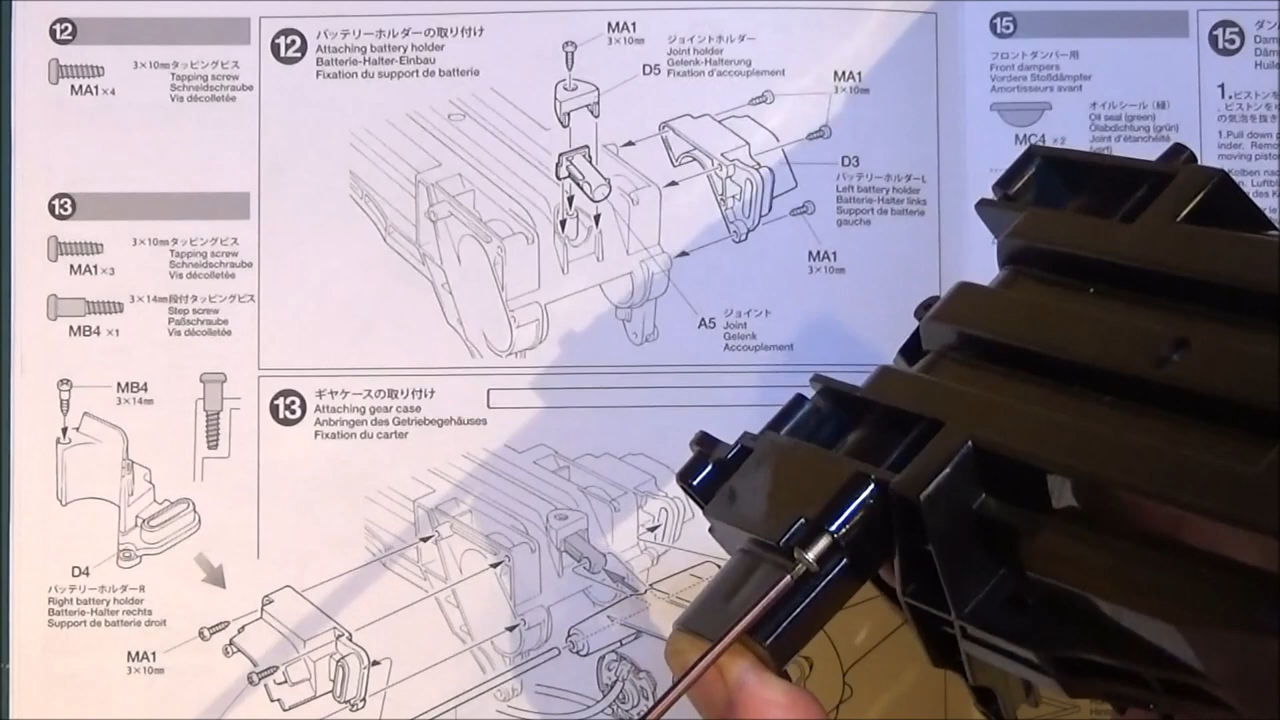 12
3×10㎜タッピングビス
MA1×4
Tapping screw
Schneidschraube
Vis décolletée
13
3×10㎜タッピングビス
MA1×3
Tapping screw
Schneidschraube
Vis décolletée
3×14㎜段付タッピングビス
MB4 ×1
Step screw
Paßschraube
Vis décolletée
MB4
3×14㎜
D4
バッテリーホルダーR
Right battery holder
Batterie-Halter rechts
Support de batterie droit
MA1
3×10㎜
12
バッテリーホルダーの取り付け
Attaching battery holder
Batterie-Halter-Einbau
Fixation du support de batterie
MA1
3×10㎜
D5
ジョイントホルダー
Joint holder
Gelenk-Halterung
Fixation d'accouplement
MA1
3×10㎜
D3
バッテリーホルダーL
Left battery holder
Batterie-Halter links
Support de batterie
gauche
MA1
3×10㎜
A5
ジョイント
Joint
Gelenk
Accouplement
13
ギヤケースの取り付け
Attaching gear case
Anbringen des Getriebegehäuses
Fixation du carter
15
フロントダンパー用
Front dampers
Vordere Stoßdämpfer
Amortisseurs avant
オイルシール (緑)
Oil seal (green)
Öldichtung (grün)
Joint d'étanchéité
(vert)
MC4 ×2
15
1.ピストンを
1.Pull down